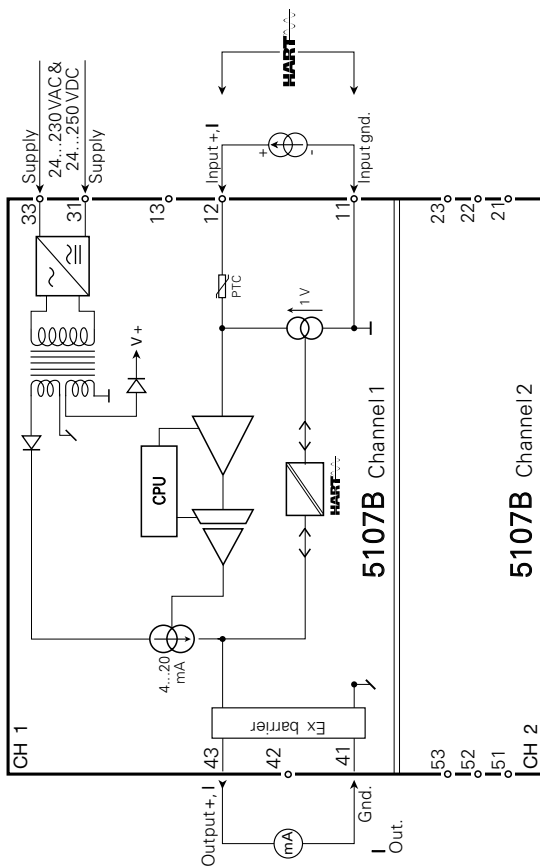 CH 1
33
Supply
24...230 VAC &
24...250 VDC
31
Supply
V +
13
12
Input +, I
11
Input gnd.
+
-
HART
PTC
1 V
CPU
HART
4...20
mA
Ex barrier
43
Output +, I
42
41
Gnd.
mA
I Out.
5107B Channel 1
23
22
21
53
52
51
5107B Channel 2
CH 2